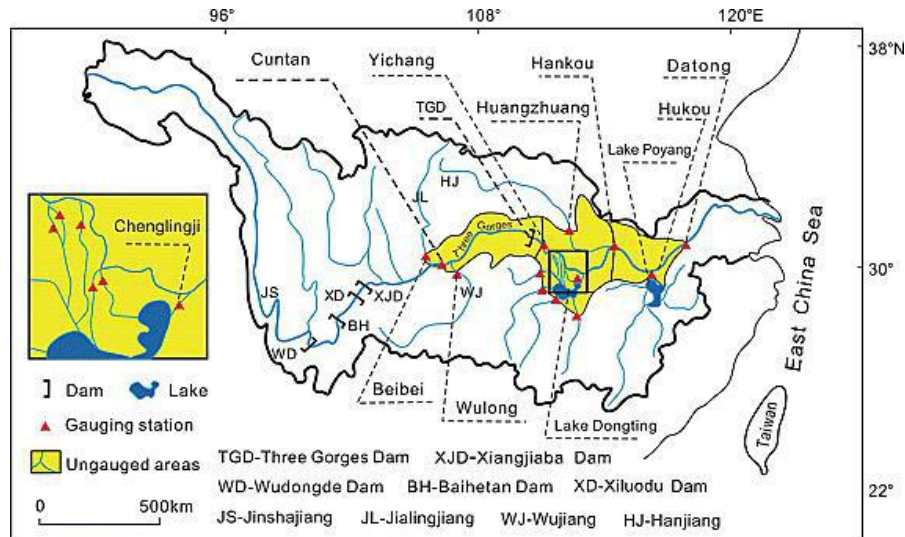 96°
108°
120°E
38°N
30°
22°
Cuntan
Yichang
TGD
Hankou
Huangzhuang
Datong
Hukou
Lake Poyang
HJ
JL
Three Gorges
Chenglingji
JS
XD
XJD
WJ
BH
WD
East China Sea
Beibei
Wulong
Lake Dongting
Taiwan
Dam
Lake
Gauging station
Ungauged areas
0 500km
TGD-Three Gorges Dam XJD-Xiangjiaba Dam
WD-Wudongde Dam BH-Baihetan Dam XD-Xiluodu Dam
JS-Jinshajiang JL-Jialingjiang WJ-Wujiang HJ-Hanjiang